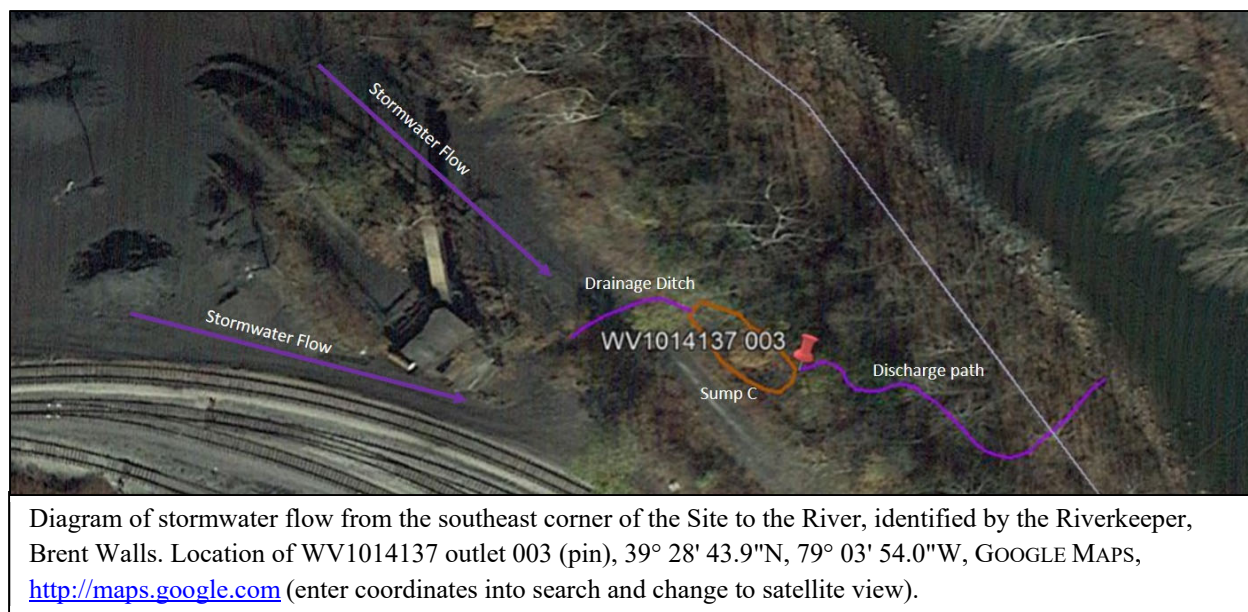 Stormwater Flow
Stormwater Flow
Drainage Ditch
WV1014137 003
Sump C
Discharge path
Diagram of stormwater flow from the southeast corner of the Site to the River, identified by the Riverkeeper,
Brent Walls. Location of WV1014137 outlet 003 (pin), 39° 28' 43.9"N, 79° 03' 54.0"W, GOOGLE MAPS,
http://maps.google.com (enter coordinates into search and change to satellite view).